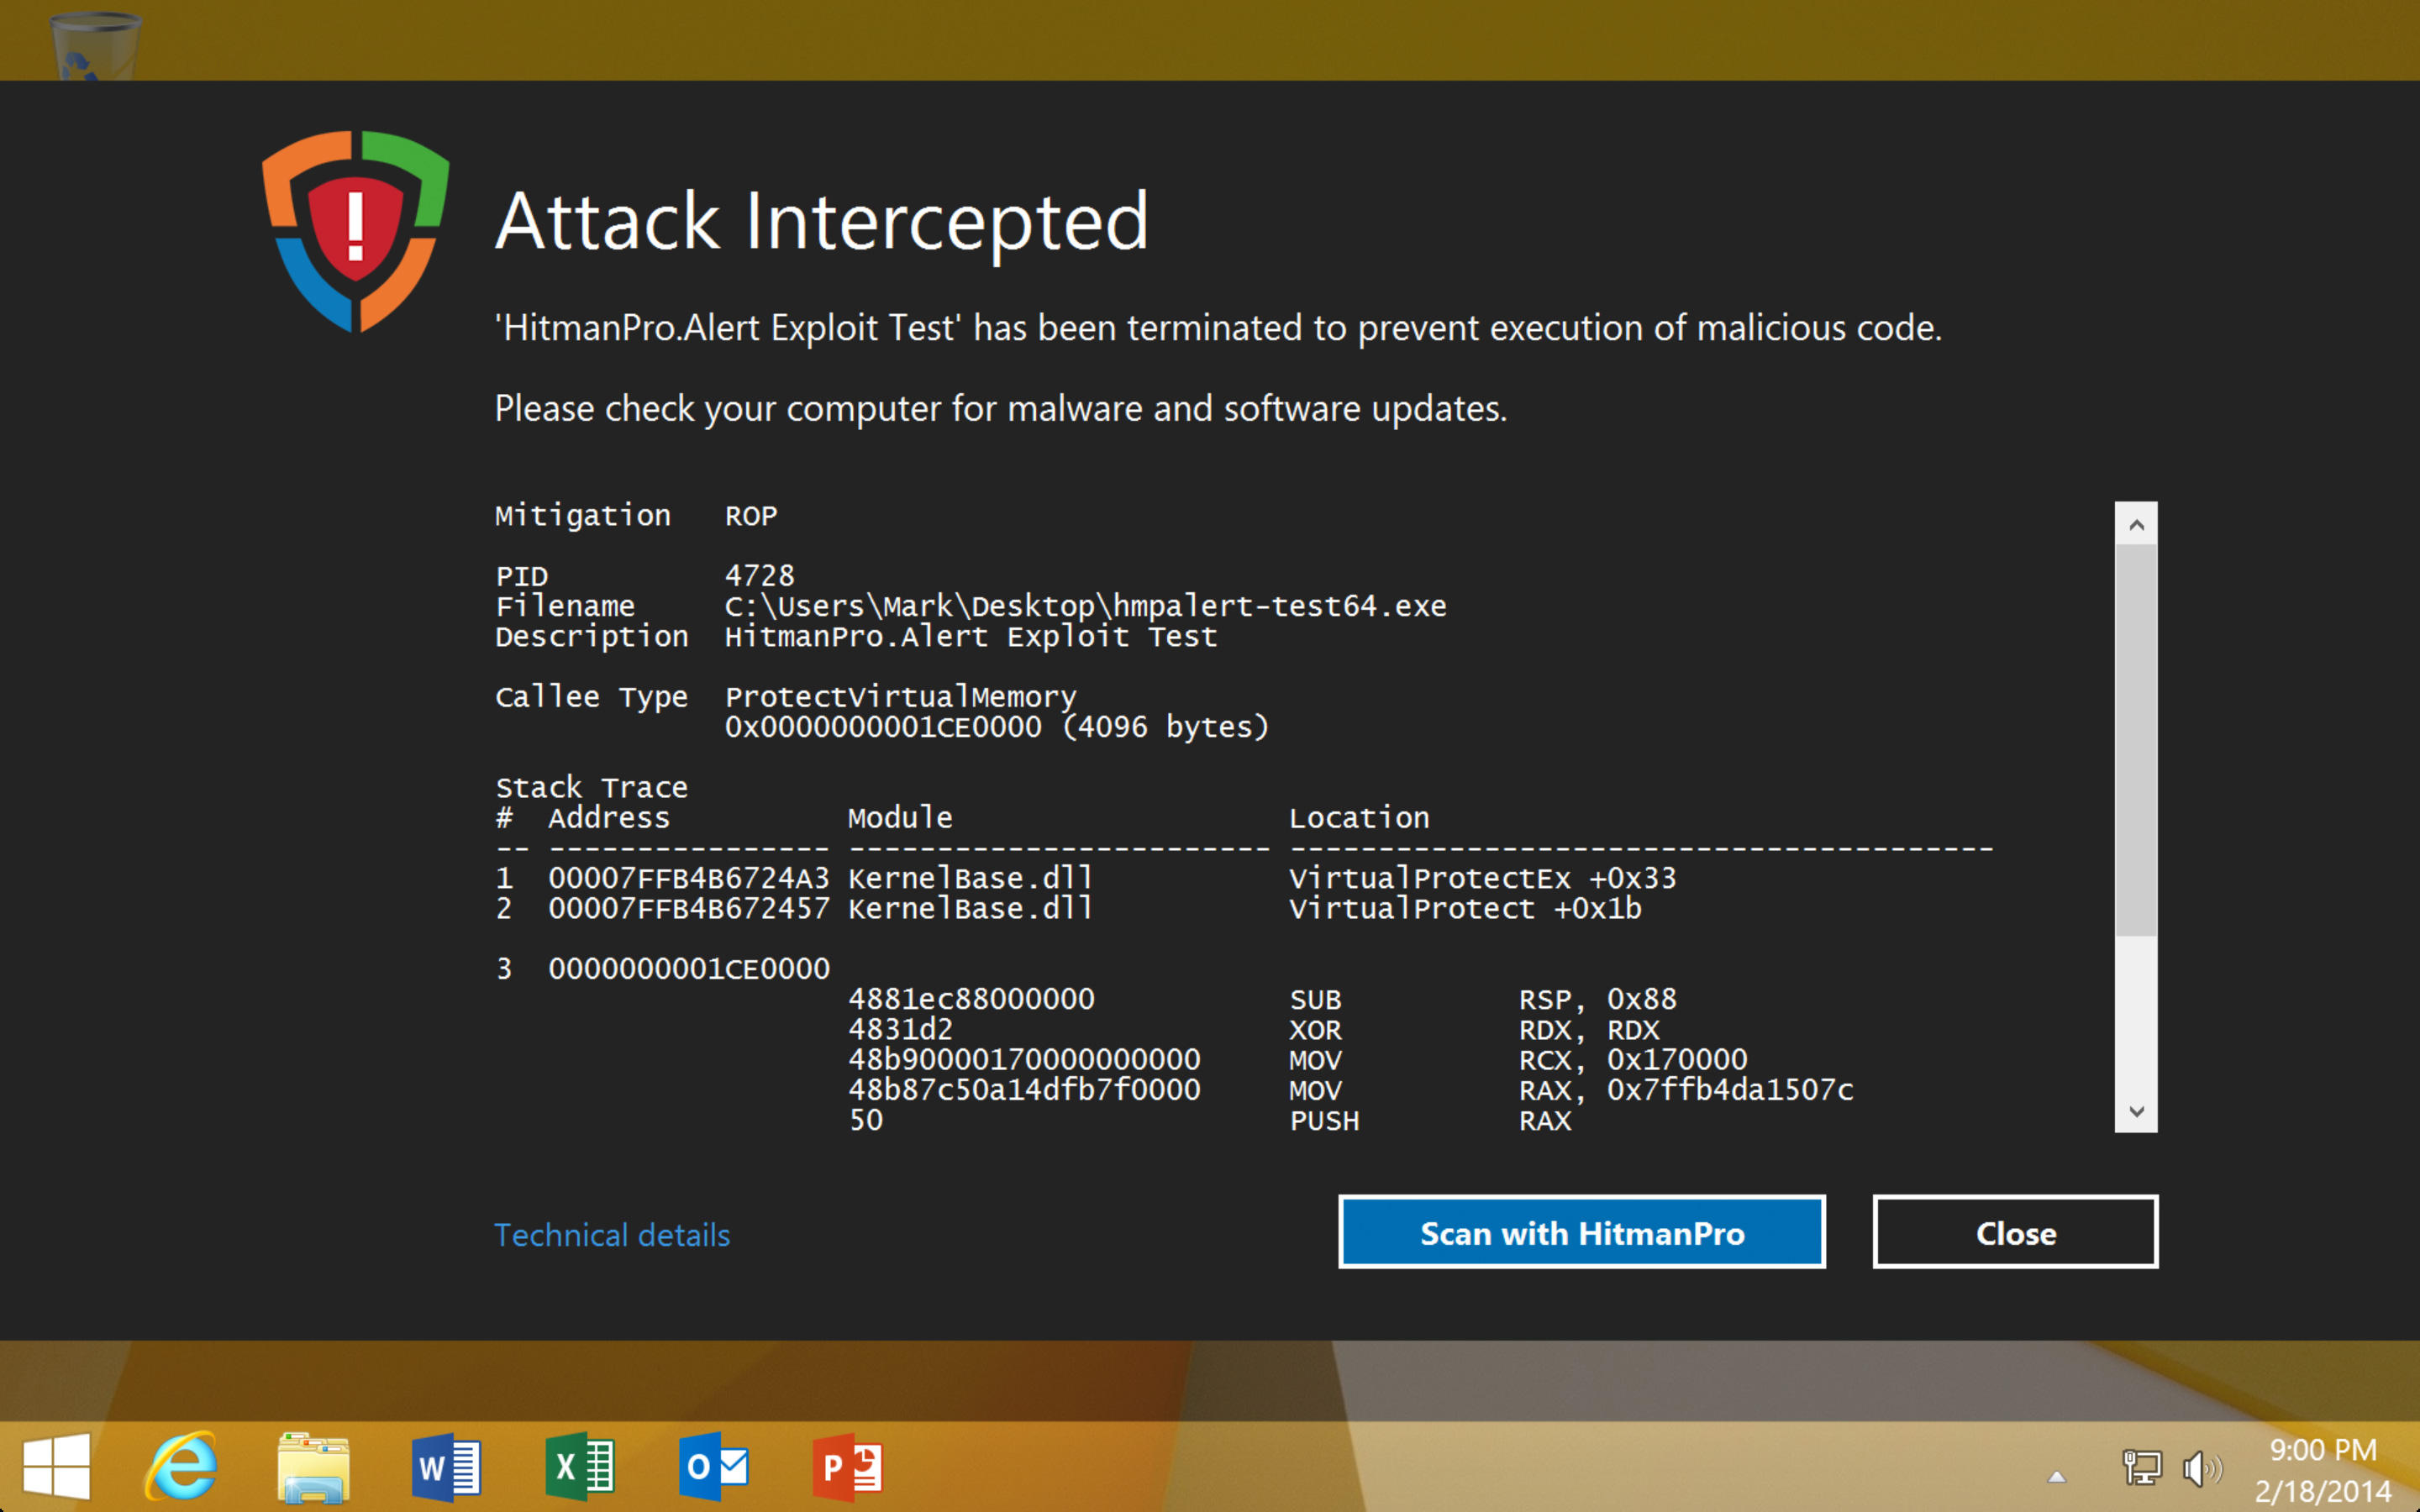 !
Attack Intercepted
'HitmanPro.Alert Exploit Test' has been terminated to prevent execution of malicious code.
Please check your computer for malware and software updates.
Mitigation ROP
PID 4728
Filename C:\Users\Mark\Desktop\hmpalert-test64.exe
Description HitmanPro.Alert Exploit Test
Callee Type ProtectVirtualMemory
0x0000000001CE0000 (4096 bytes)
Stack Trace
# Address Module Location
-- ---------------- ------------------------ ----------------------------------------
1 00007FFB4B6724A3 KernelBase.dll VirtualProtectEx +0x33
2 00007FFB4B672457 KernelBase.dll VirtualProtect +0x1b
3 0000000001CE0000
4881ec88000000 SUB RSP, 0x88
4831d2 XOR RDX, RDX
48b90000170000000000 MOV RCX, 0x170000
48b87c50a14dfb7f0000 MOV RAX, 0x7ffb4da1507c
50 PUSH RAX
Technical details
Scan with HitmanPro
Close
W
X
O
P
9:00 PM
2/18/2014